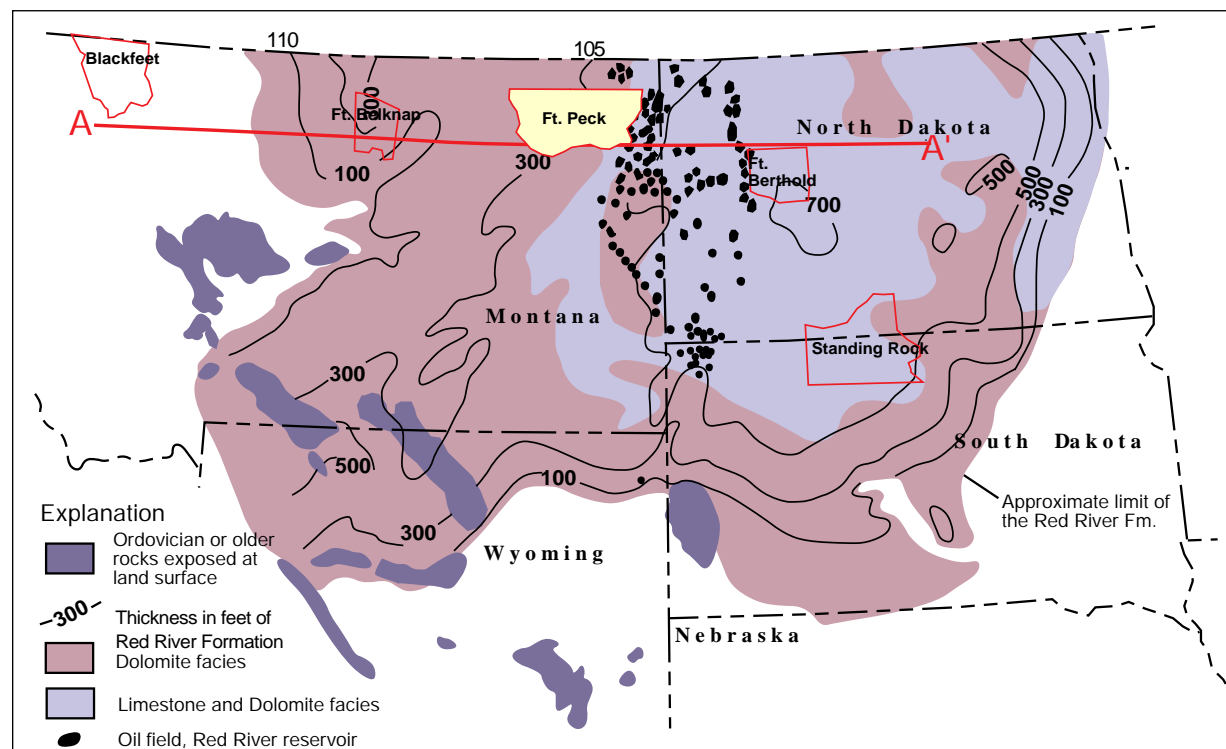 110
105
Blackfeet
300
Ft. Belknap
Ft. Peck
A
North Dakota
A'
Ft.
Berthold
100
300
700
500
500
300
100
Montana
Standing Rock
300
South Dakota
500
100
Approximate limit of
the Red River Fm.
300
Wyoming
Nebraska
Explanation
Ordovician or older
rocks exposed at
land surface
300
Thickness in feet of
Red River Formation
Dolomite facies
Limestone and Dolomite facies
Oil field, Red River reservoir